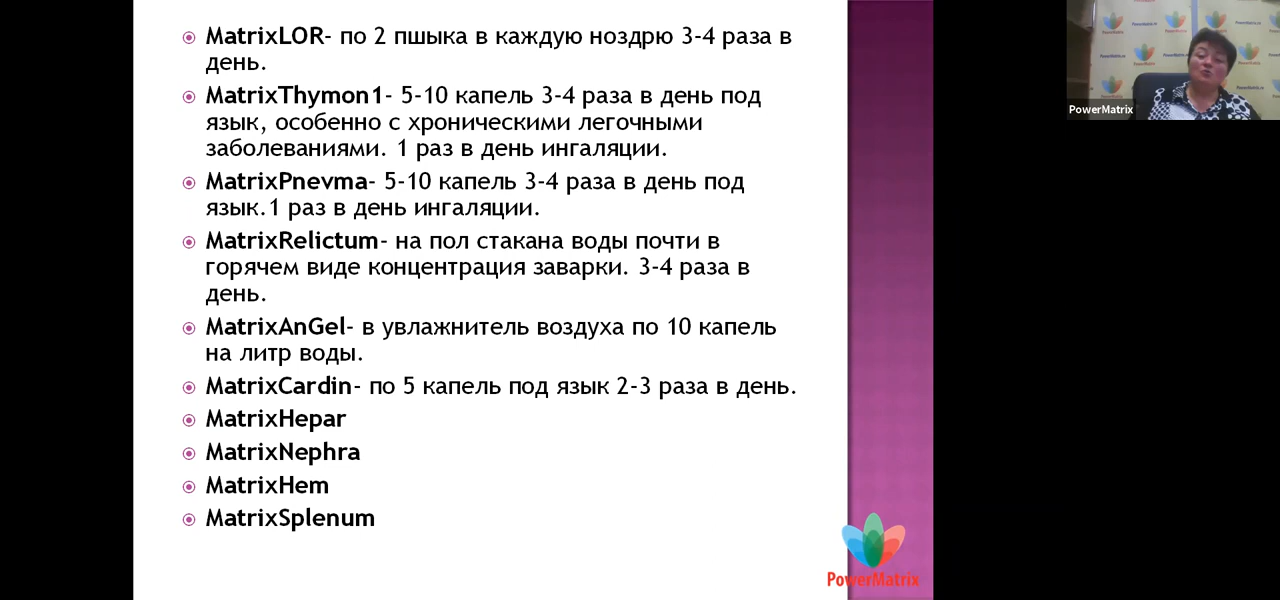 MatrixLOR- по 2 пшыка в каждую ноздрю 3-4 раза в
день.
MatrixThymon1- 5-10 капель 3-4 раза в день под
язык, особенно с хроническими легочными
заболеваниями. 1 раз в день ингаляции.
MatrixPnevma- 5-10 капель 3-4 раза в день под
язык.1 раз в день ингаляции.
MatrixRelictum- на пол стакана воды почти в
горячем виде концентрация заварки. 3-4 раза в
день.
MatrixAnGel- в увлажнитель воздуха по 10 капель
на литр воды.
MatrixCardin- по 5 капель под язык 2-3 раза в день.
MatrixHepar
MatrixNephra
MatrixHem
MatrixSplenum
PowerMatrix
PowerMatrix